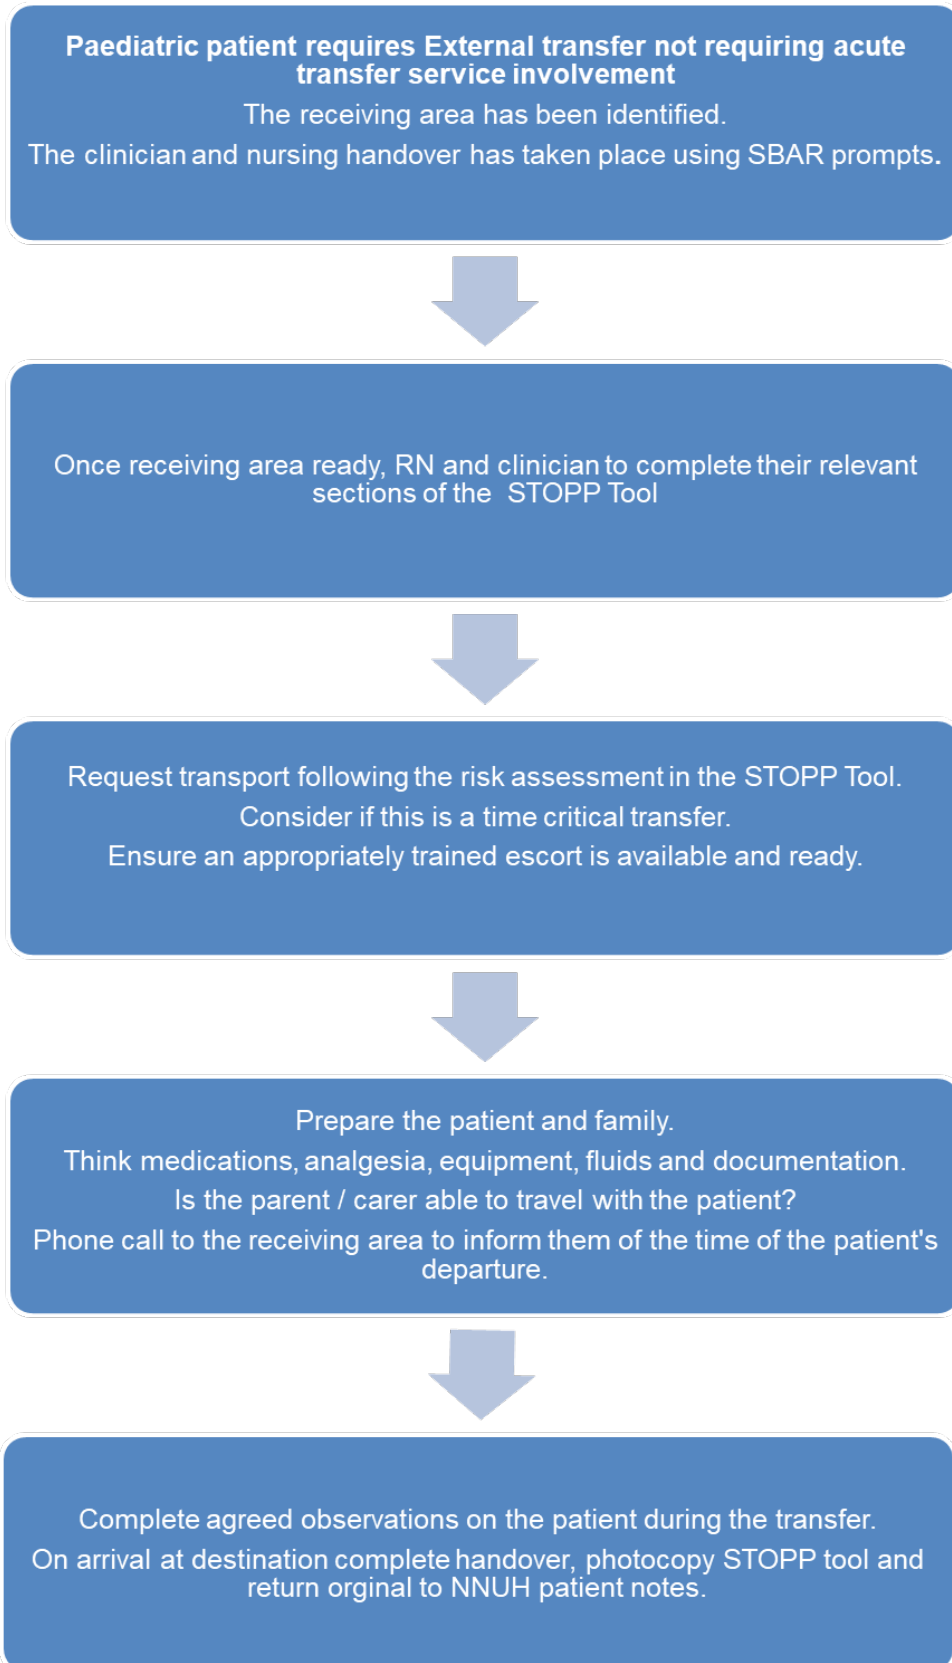 Paediatric patient requires External transfer not requiring acute
transfer service involvement
The receiving area has been identified.
The clinician and nursing handover has taken place using SBAR prompts.
Once receiving area ready, RN and clinician to complete their relevant
sections of the STOPP Tool
Request transport following the risk assessment in the STOPP Tool.
Consider if this is a time critical transfer.
Ensure an appropriately trained escort is available and ready.
Prepare the patient and family.
Think medications, analgesia, equipment, fluids and documentation.
Is the parent / carer able to travel with the patient?
Phone call to the receiving area to inform them of the time of the patient's
departure.
Complete agreed observations on the patient during the transfer.
On arrival at destination complete handover, photocopy STOPP tool and
return orginal to NNUH patient notes.